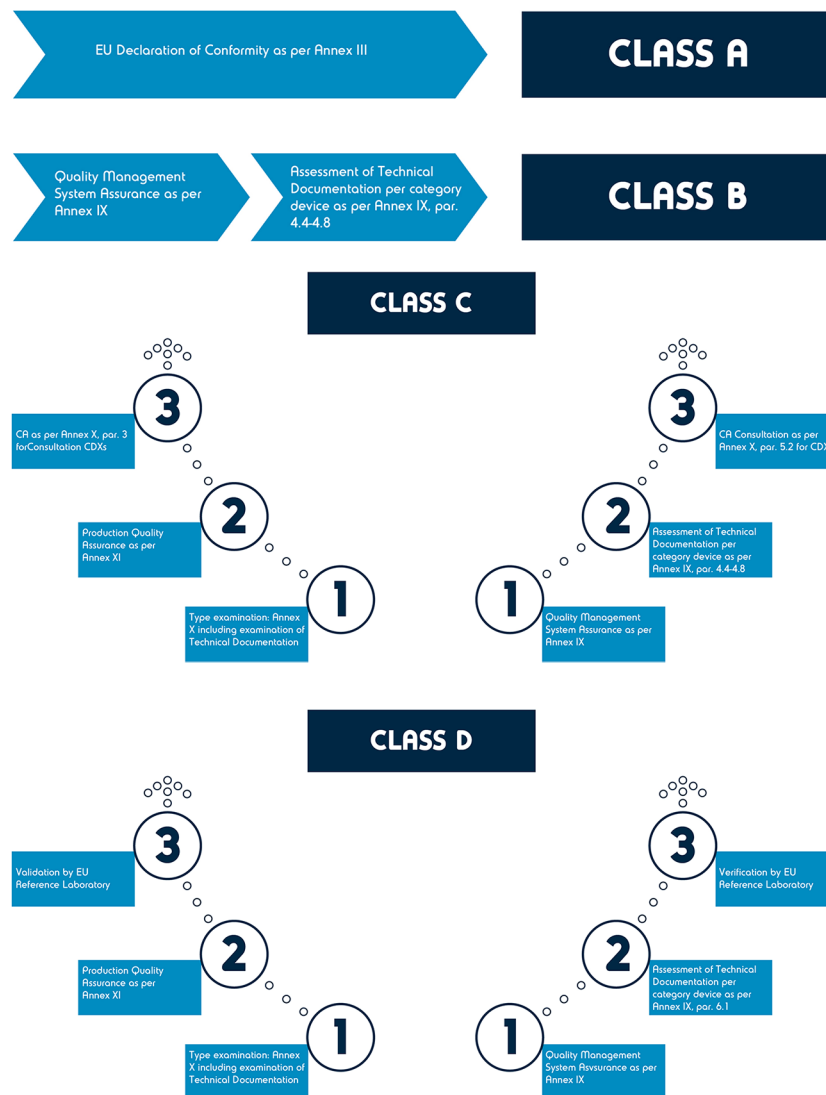 EU Declaration of Conformity as per Annex III
CLASS A
Quality Management
System Assurance as per
Annex IX
Assessment of Technical
Documentation per category
device as per Annex IX, par.
4.4-4.8
CLASS B
CLASS C
3
CA as per Annex X, par. 3
forConsultation CDXs
2
Production Quality
Assurance as per
Annex XI
1
Type examination: Annex
X including examination of
Technical Documentation
3
CA Consultation as per
Annex X, par. 5.2 for CDX
2
Assessment of Technical
Documentation per
category device as per
Annex IX, par. 4.4-4.8
1
Quality Management
System Assurance as per
Annex IX
CLASS D
3
Validation by EU
Reference Laboratory
2
Production Quality
Assurance as per
Annex XI
1
Type examination: Annex
X including examination of
Technical Documentation
3
Verification by EU
Reference Laboratory
2
Assessment of Technical
Documentation per
category device as per
Annex IX, par. 6.1
1
Quality Management
System Asvsurance as per
Annex IX